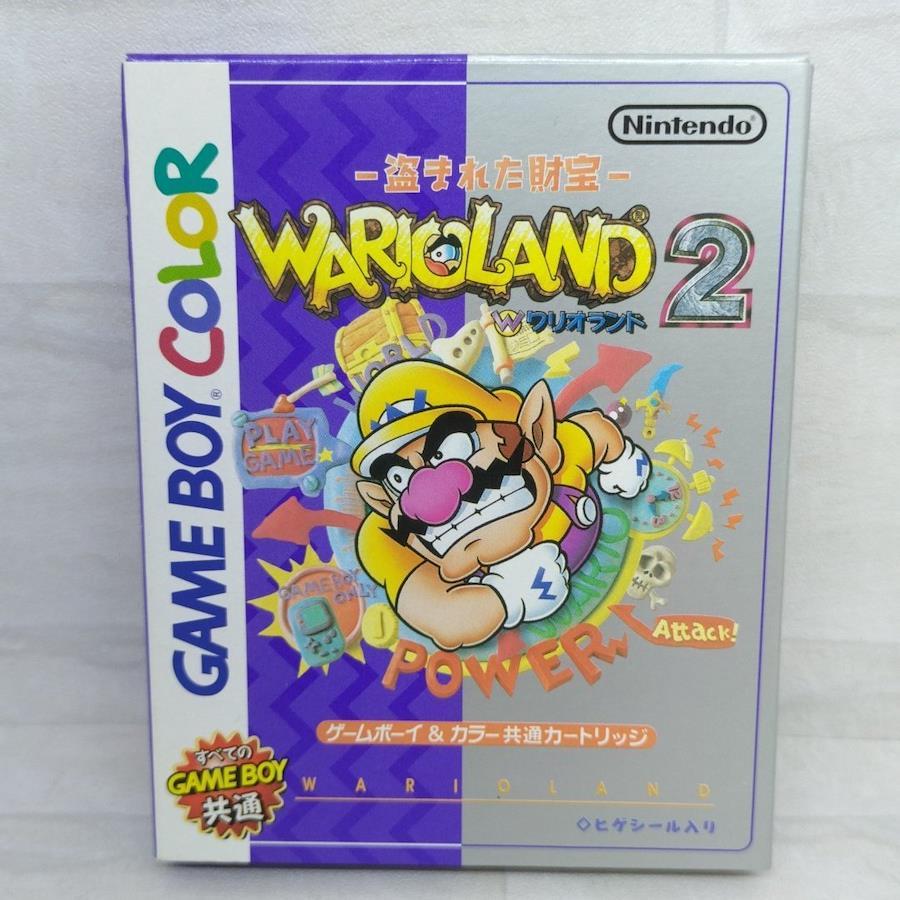 GAME BOY® COLOR
Nintendo®
-盗まれた財宝-
WARIOLAND® 2
W ワリオランド
WORLD
PLAY
GAME
GAME BOY
ONLY
WARIO
POWER
Attack!
ゲームボーイ & カラー共通カートリッジ
すべての
GAME BOY
共通
WARIOLAND
◇ヒゲシール入り